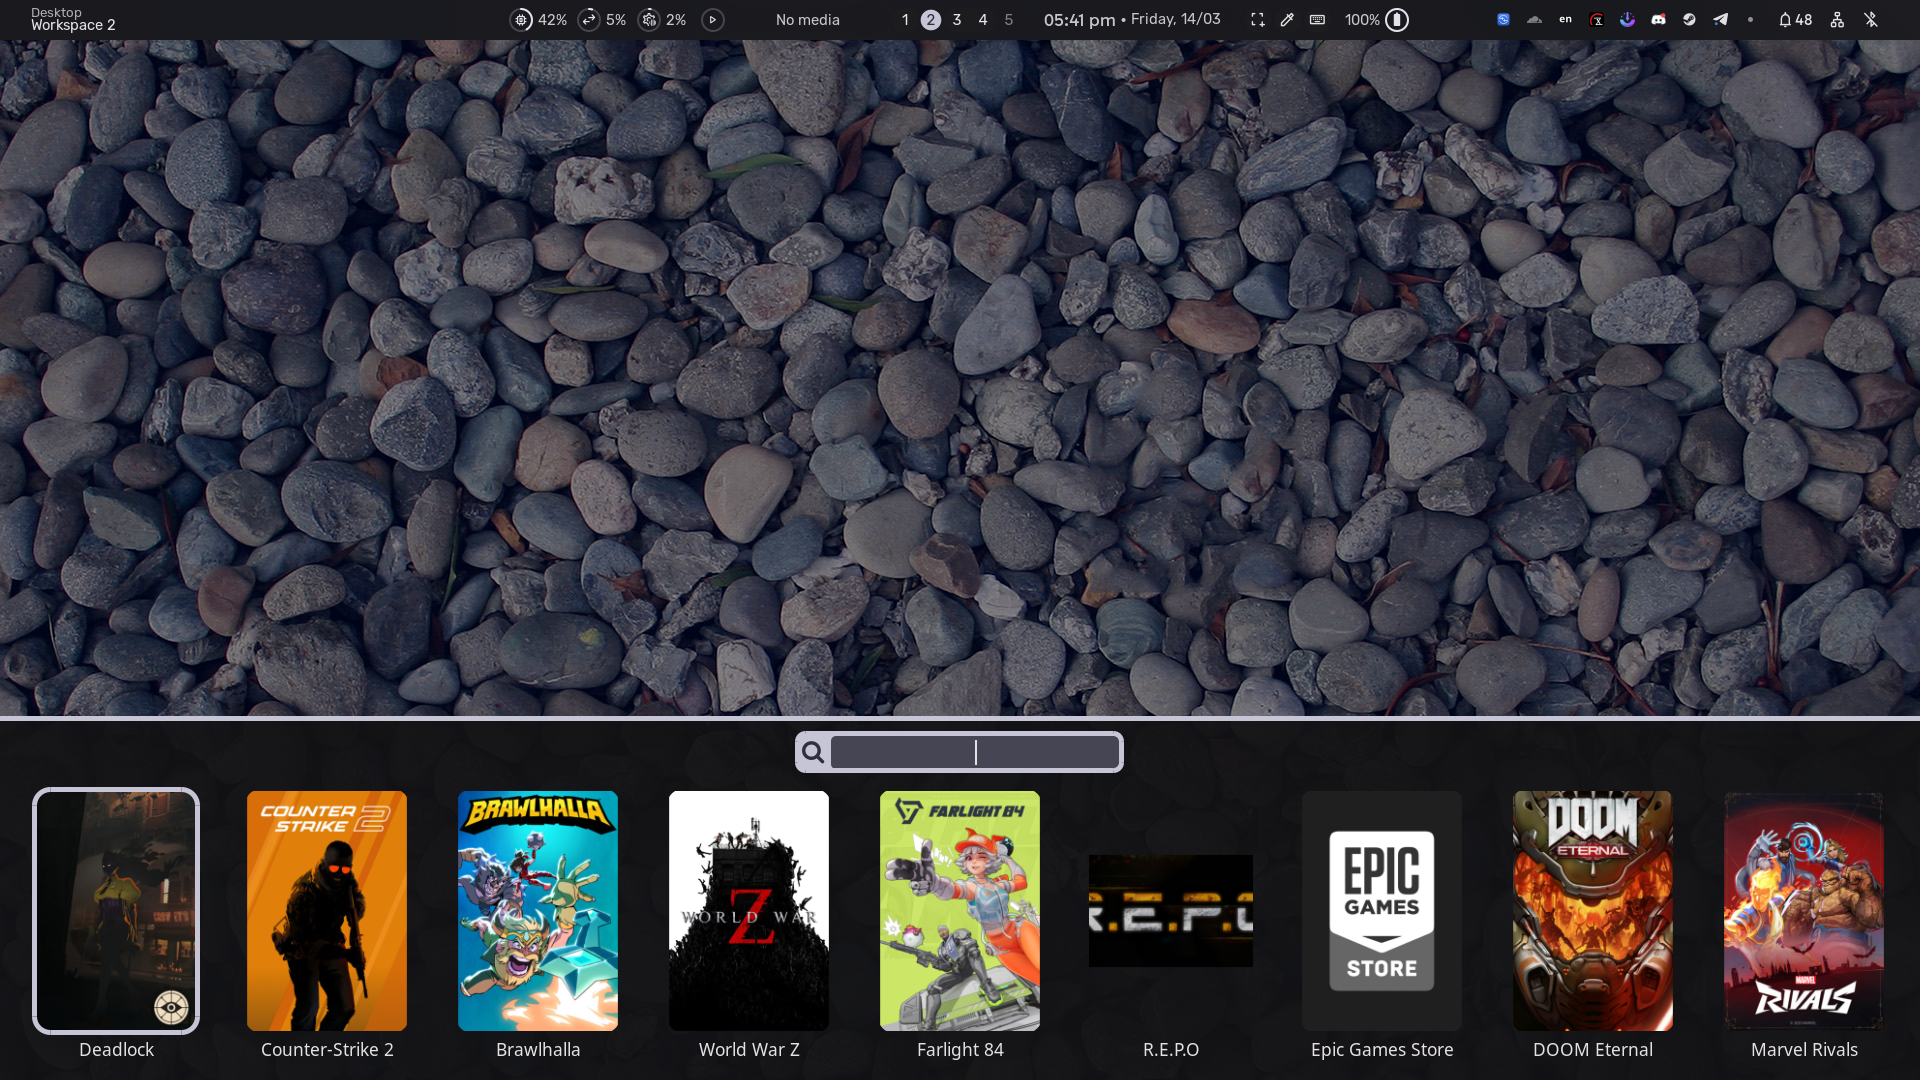 Desktop
Workspace 2
42% 5% 2% No media 1 2 3 4 5 05:41 pm • Friday, 14/03 100% en 48
COUNTER
STRIKE 2
BRAWLHALLA
WORLD WAR
Z
FARLIGHT 84
R.E.P.O
EPIC
GAMES
STORE
DOOM
ETERNAL
MARVEL
RIVALS
Deadlock Counter-Strike 2 Brawlhalla World War Z Farlight 84 R.E.P.O Epic Games Store DOOM Eternal Marvel Rivals